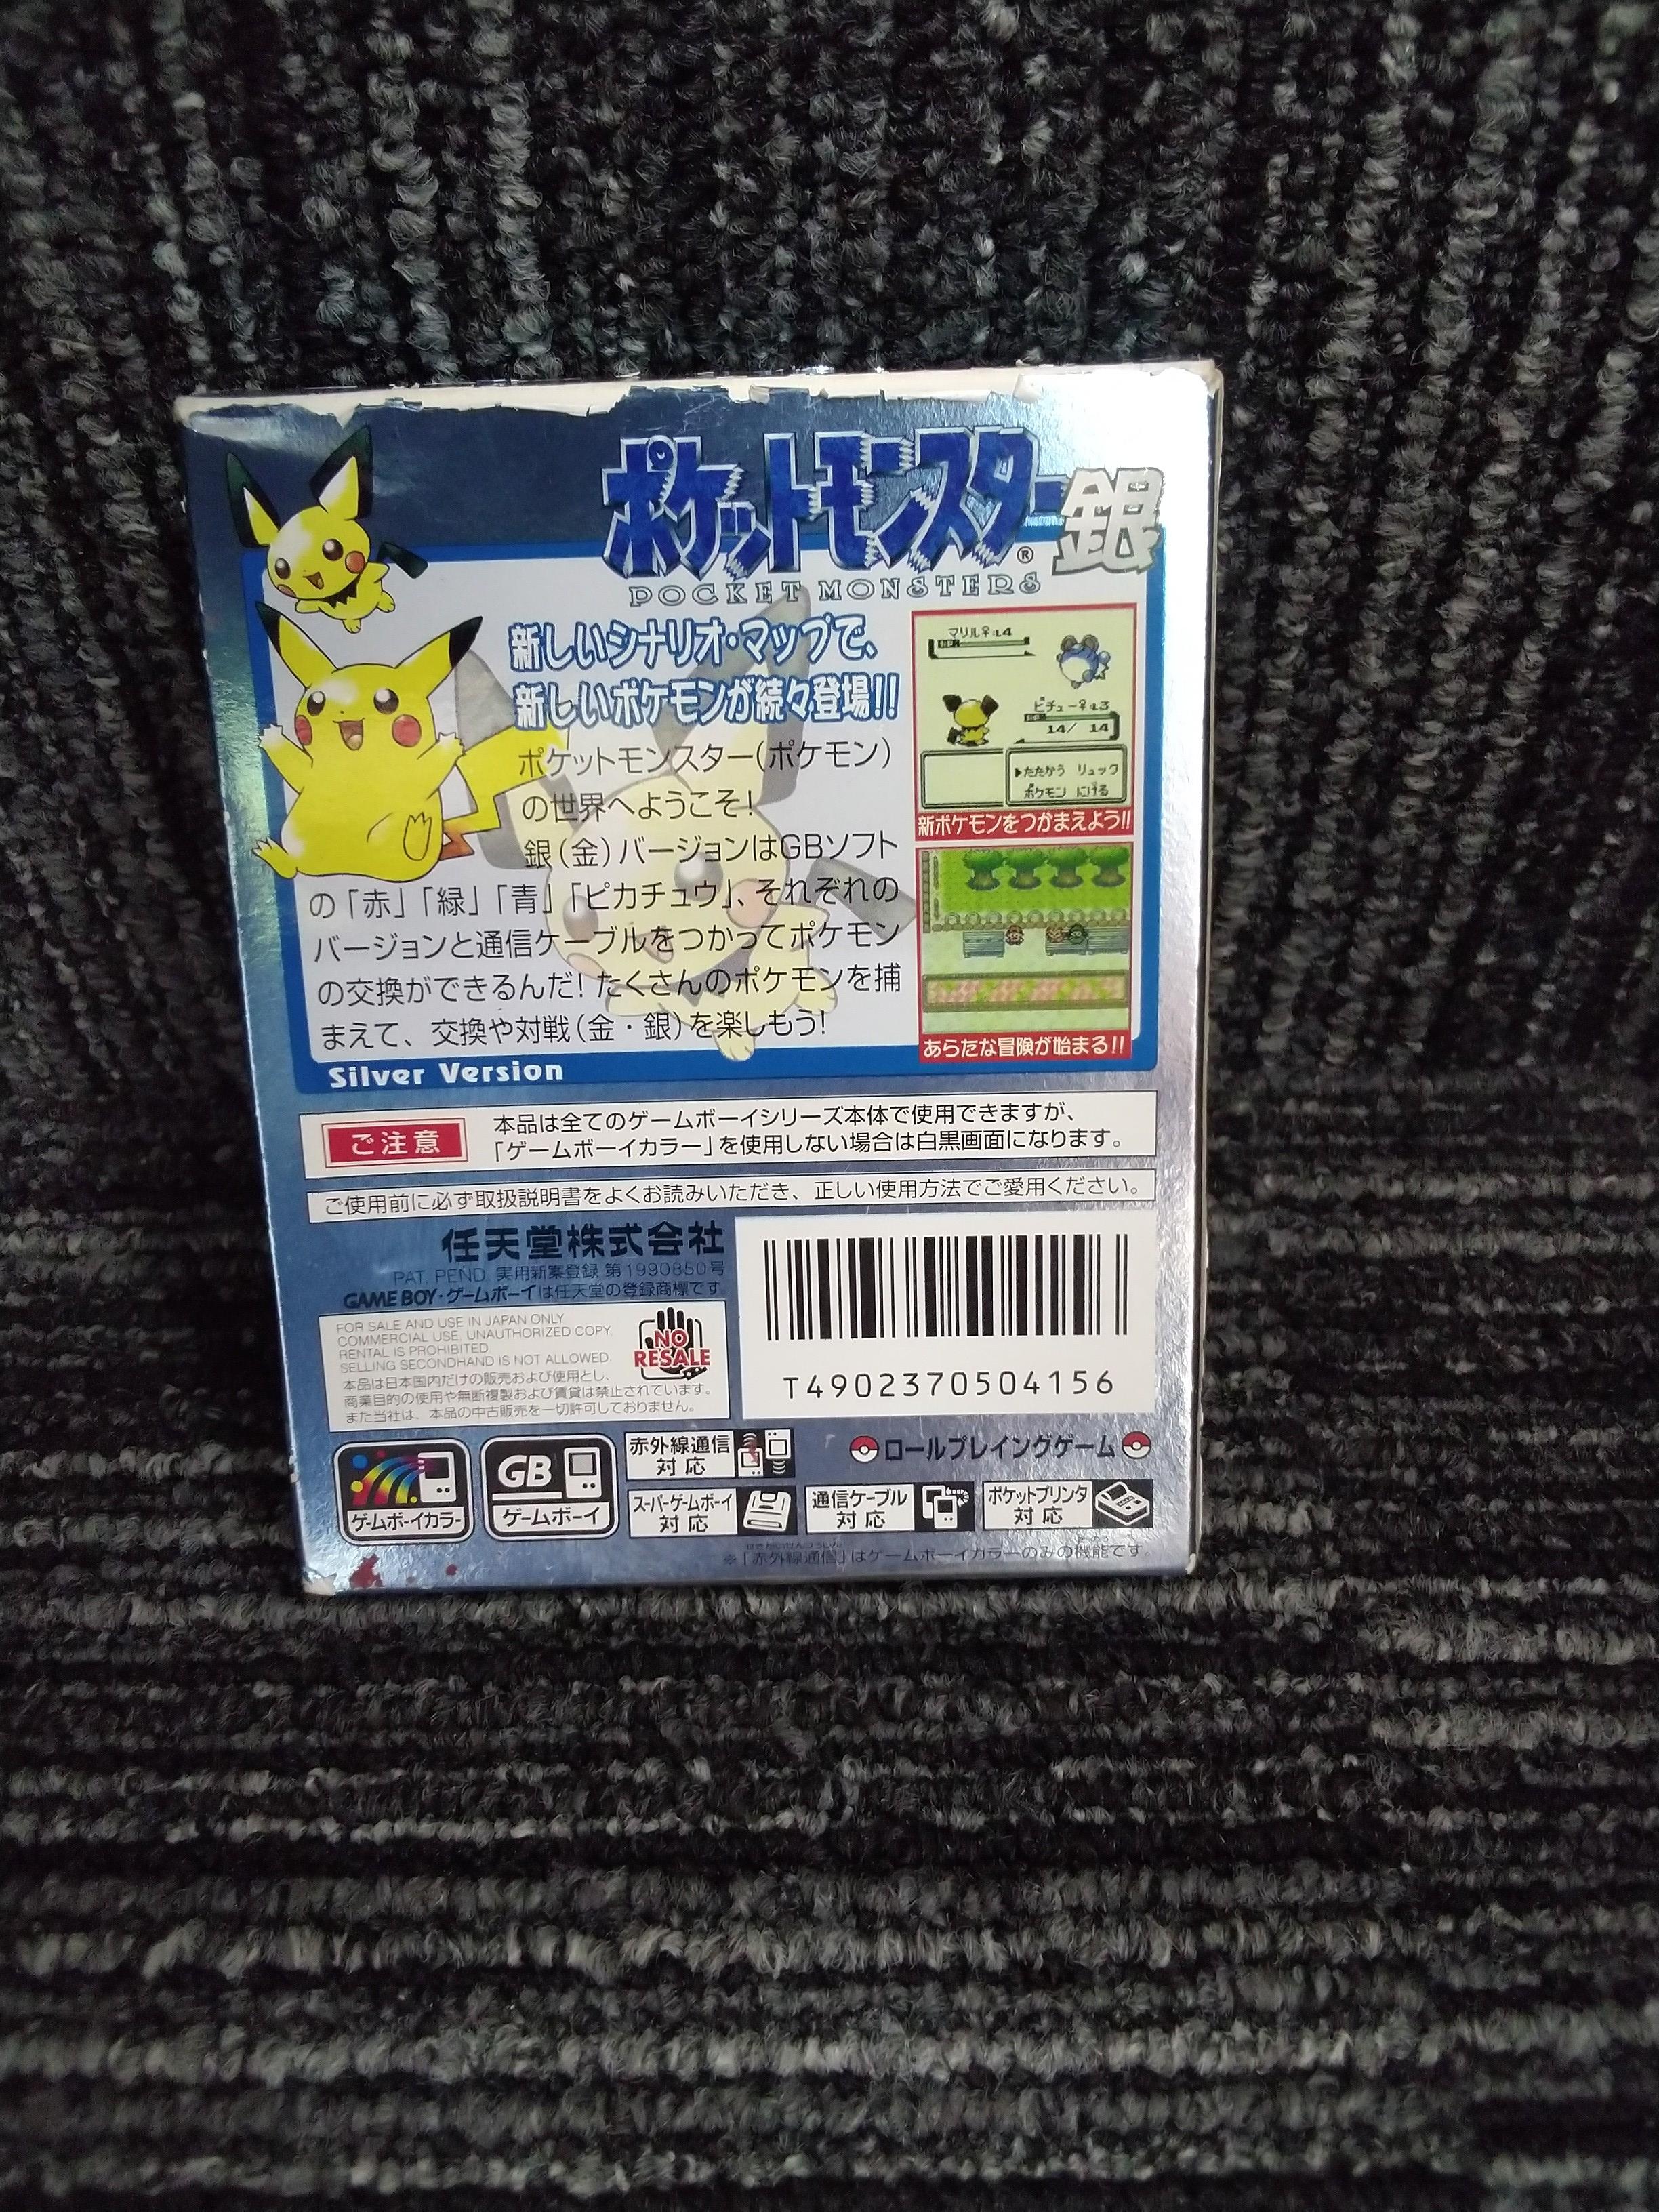 ポケットモンスター銀
®
POCKET MONSTERS
新しいシナリオ・マップで、
新しいポケモンが続々登場!!
ポケットモンスター(ポケモン)
の世界へようこそ!
銀(金)バージョンはGBソフト
の「赤」「緑」「青」「ピカチュウ」、それぞれの
バージョンと通信ケーブルをつかってポケモン
の交換ができるんだ!たくさんのポケモンを捕
まえて、交換や対戦(金・銀)を楽しもう!
マリル♀:L4
ピチュー♀:L3
14/ 14
▶たたかう リュック
ポケモン にげる
新ポケモンをつかまえよう!!
あらたな冒険が始まる!!
Silver Version
ご注意
本品は全てのゲームボーイシリーズ本体で使用できますが、
「ゲームボーイカラー」を使用しない場合は白黒画面になります。
ご使用前に必ず取扱説明書をよくお読みいただき、正しい使用方法でご愛用ください。
任天堂株式会社
PAT. PEND. 実用新案登録 第1990850号
GAME BOY・ゲームボーイは任天堂の登録商標です
FOR SALE AND USE IN JAPAN ONLY
COMMERCIAL USE, UNAUTHORIZED COPY
RENTAL IS PROHIBITED
SELLING SECONDHAND IS NOT ALLOWED
本品は日本国内だけの販売および使用とし、
商業目的の使用や無断複製および賃貸は禁止されています。
また当社は、本品の中古販売を一切許可しておりません。
NO
RESALE
T4902370504156
ゲームボーイカラー
GB
ゲームボーイ
赤外線通信
対応
ロールプレイングゲーム
スーパーゲームボーイ
対応
通信ケーブル
対応
ポケットプリンタ
対応
※「赤外線通信」はゲームボーイカラーのみの機能です。